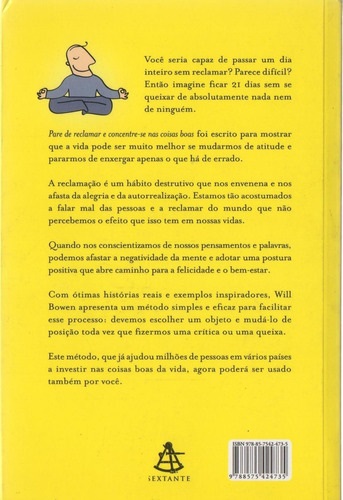 Você seria capaz de passar um dia
inteiro sem reclamar? Parece difícil?
Então imagine ficar 21 dias sem se
queixar de absolutamente nada nem
de ninguém.
Pare de reclamar e concentre-se nas coisas boas foi escrito para mostrar
que a vida pode ser muito melhor se mudarmos de atitude e
pararmos de enxergar apenas o que há de errado.
A reclamação é um hábito destrutivo que nos envenena e nos
afasta da alegria e da autorrealização. Estamos tão acostumados
a falar mal das pessoas e a reclamar do mundo que não
percebemos o efeito que isso tem em nossas vidas.
Quando nos conscientizamos de nossos pensamentos e palavras,
podemos afastar a negatividade da mente e adotar uma postura
positiva que abre caminho para a felicidade e o bem-estar.
Com ótimas histórias reais e exemplos inspiradores, Will
Bowen apresenta um método simples e eficaz para facilitar
esse processo: devemos escolher um objeto e mudá-lo de
posição toda vez que fizermos uma crítica ou uma queixa.
Este método, que já ajudou milhões de pessoas em vários países
a investir nas coisas boas da vida, agora poderá ser usado
também por você.
SEXTANTE
ISBN 978-85-7542-473-5
9 788575 424735